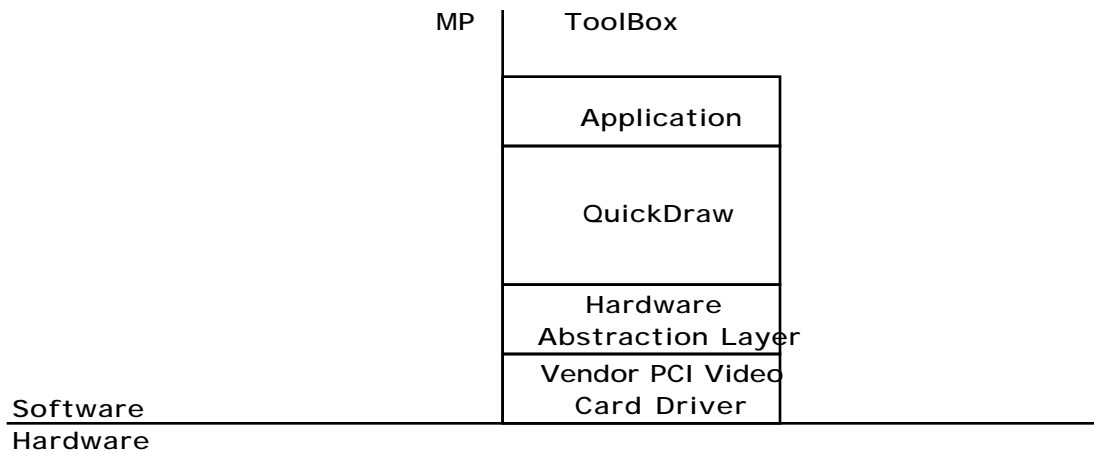 MP ToolBox
Application
QuickDraw
Hardware
Abstraction Layer
Vendor PCI Video
Card Driver
Software
Hardware